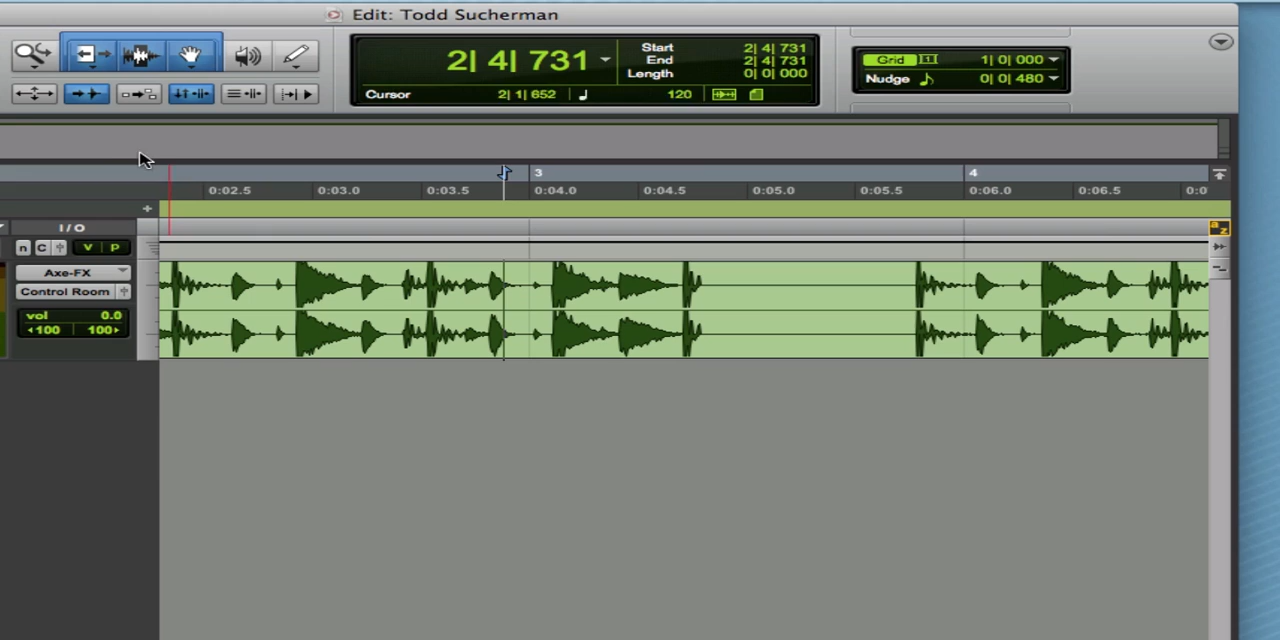 Edit: Todd Sucherman
2| 4| 731
Start 2| 4| 731
End 2| 4| 731
Length 0| 0| 000
Cursor 2| 1| 652 120
Grid 1| 0| 000
Nudge 0| 0| 480
3 4
0:02.5 0:03.0 0:03.5 0:04.0 0:04.5 0:05.0 0:05.5 0:06.0 0:06.5 0:0
+
I / O
n C V P
a z
Axe-FX
Control Room
vol 0.0
100 100